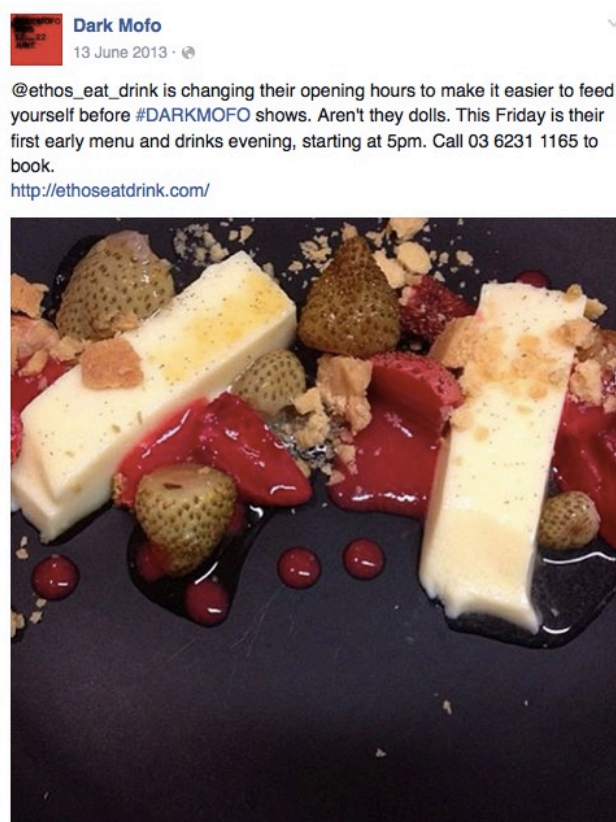 Dark Mofo
13 June 2013 ·
@ethos_eat_drink is changing their opening hours to make it easier to feed
yourself before #DARKMOFO shows. Aren't they dolls. This Friday is their
first early menu and drinks evening, starting at 5pm. Call 03 6231 1165 to
book.
http://ethoseatdrink.com/